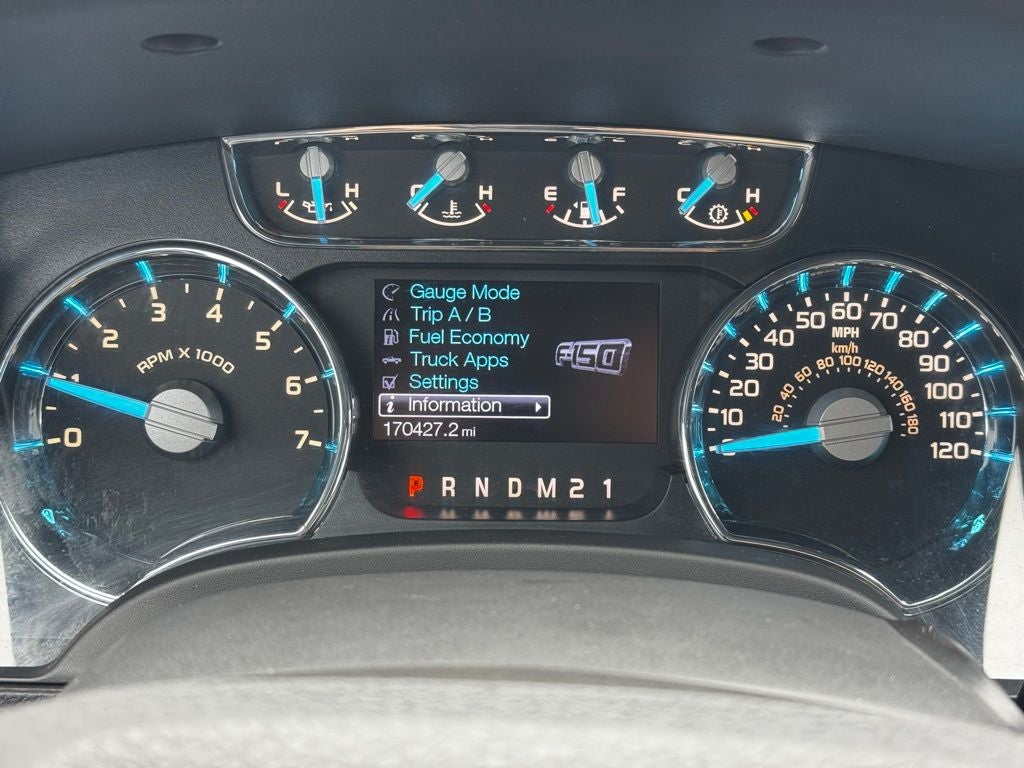 L H
C H
E F
C H
0 1 2 3 4 5 6 7
RPM X 1000
Gauge Mode
Trip A / B
Fuel Economy
Truck Apps
Settings
i Information
170427.2 mi
F-150
P R N D M 2 1
0 10 20 30 40 50 60 70 80 90 100 110 120
MPH
km/h
20 40 60 80 100 120 140 160 180